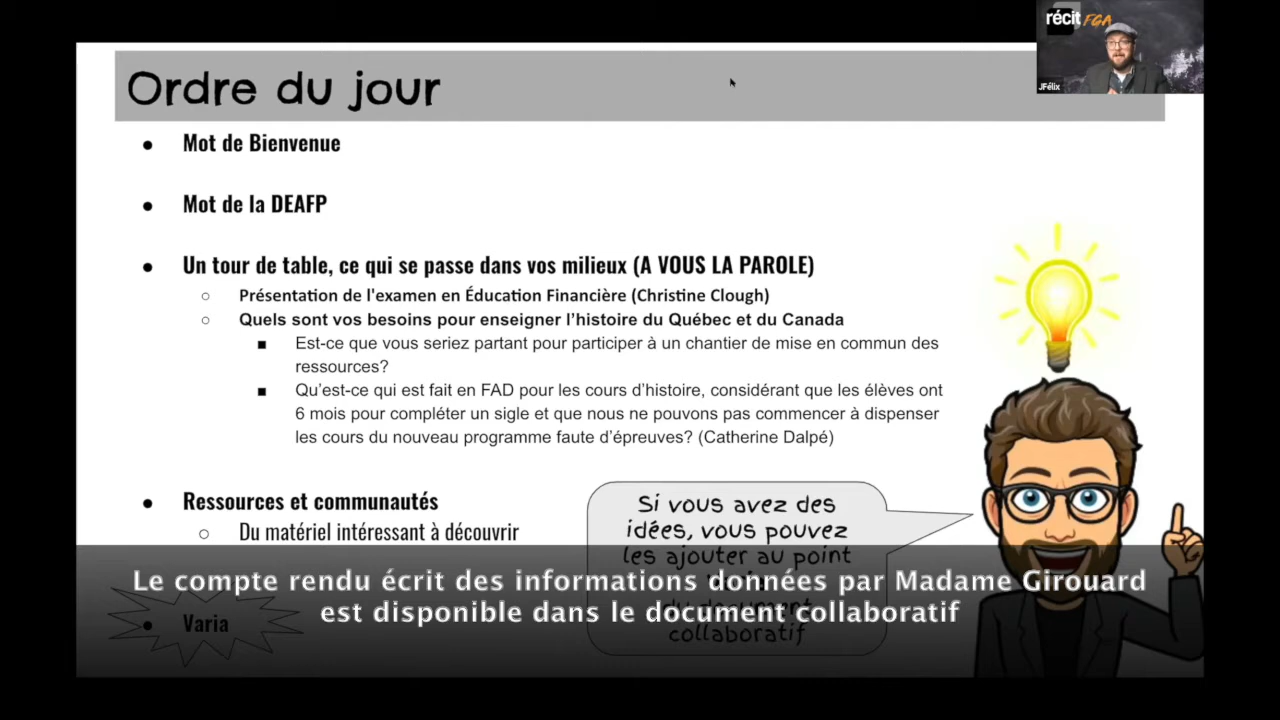 récit FGA
JFélix
Ordre du jour
● Mot de Bienvenue
● Mot de la DEAFP
● Un tour de table, ce qui se passe dans vos milieux (A VOUS LA PAROLE)
○ Présentation de l'examen en Éducation Financière (Christine Clough)
○ Quels sont vos besoins pour enseigner l'histoire du Québec et du Canada
■ Est-ce que vous seriez partant pour participer à un chantier de mise en commun des
ressources?
■ Qu'est-ce qui est fait en FAD pour les cours d'histoire, considérant que les élèves ont
6 mois pour compléter un sigle et que nous ne pouvons pas commencer à dispenser
les cours du nouveau programme faute d'épreuves? (Catherine Dalpé)
● Ressources et communautés
○ Du matériel intéressant à découvrir
● Varia
Si vous avez des
idées, vous pouvez
les ajouter au point
collaboratif
Le compte rendu écrit des informations données par Madame Girouard
est disponible dans le document collaboratif